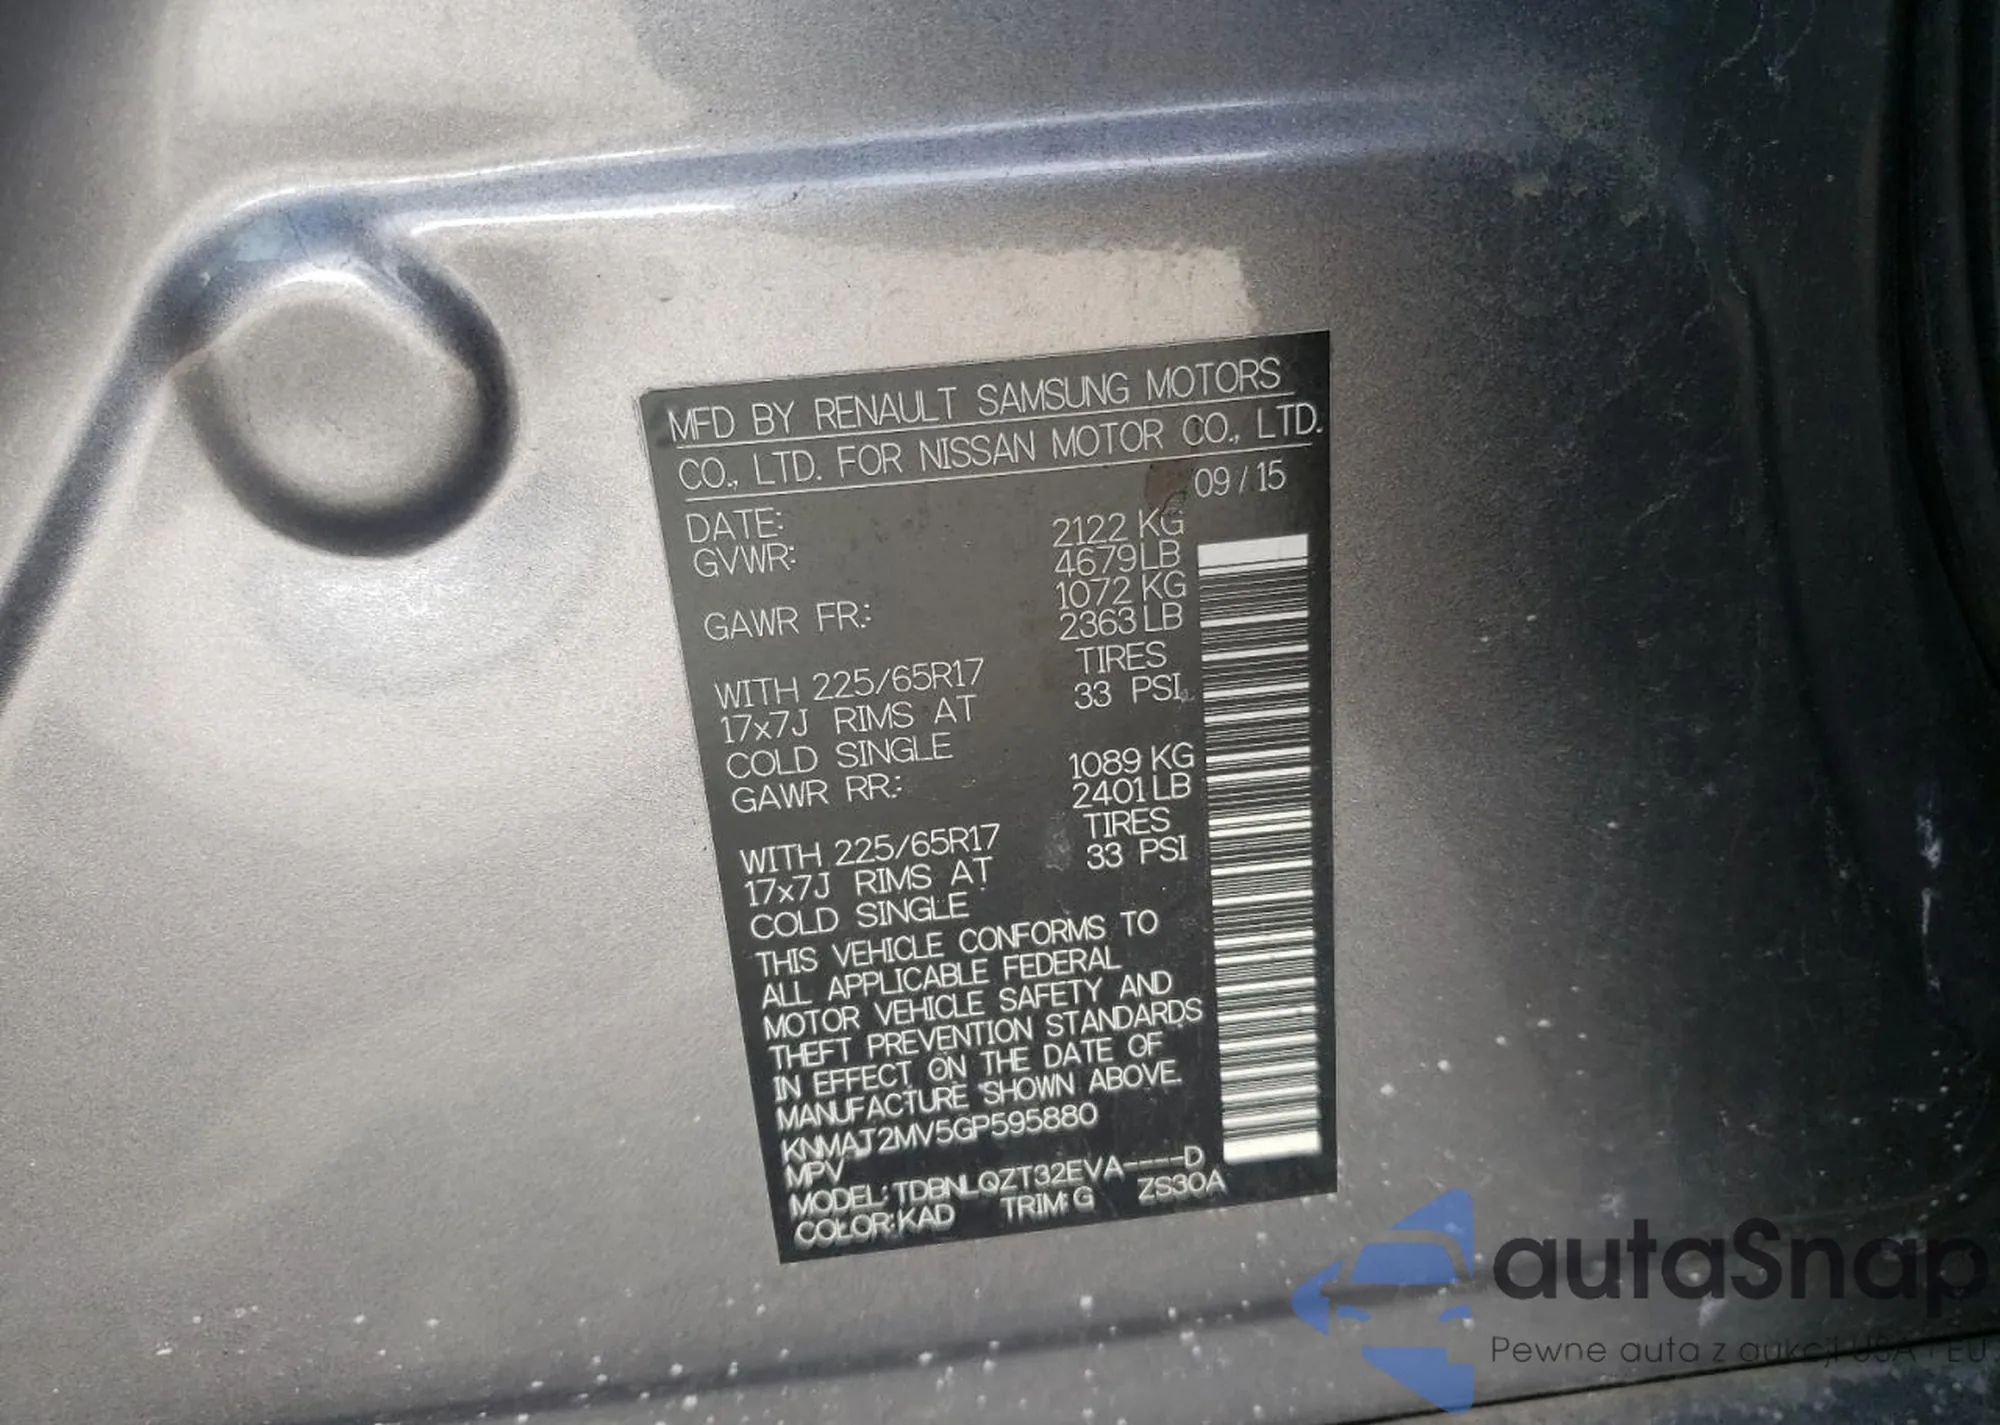 MFD BY RENAULT SAMSUNG MOTORS
CO., LTD. FOR NISSAN MOTOR CO., LTD.
DATE: 09 / 15
GVWR: 2122 KG
4679 LB
GAWR FR.: 1072 KG
2363 LB
WITH 225/65R17 TIRES
17x7J RIMS AT 33 PSI,
COLD SINGLE
GAWR RR.: 1089 KG
2401 LB
WITH 225/65R17 TIRES
17x7J RIMS AT 33 PSI
COLD SINGLE
THIS VEHICLE CONFORMS TO
ALL APPLICABLE FEDERAL
MOTOR VEHICLE SAFETY AND
THEFT PREVENTION STANDARDS
IN EFFECT ON THE DATE OF
MANUFACTURE SHOWN ABOVE.
KNMAJ2MV5GP595880
MPV
MODEL: TDBNLQZT32EVA----D
COLOR: KAD TRIM: G ZS30A
autaSnap
Pewne auta z aukcji USA i EU